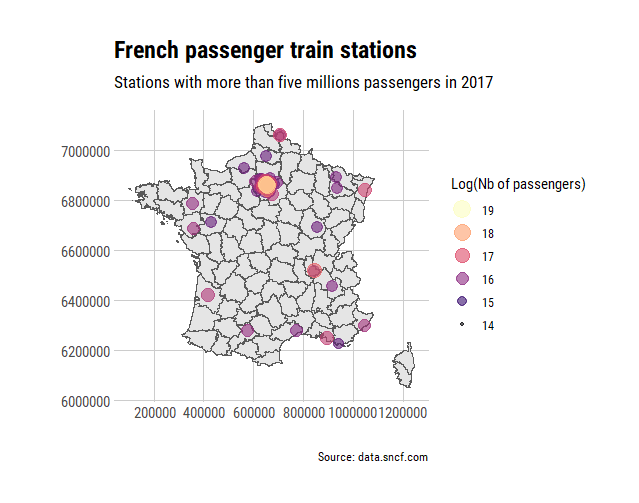 French passenger train stations
Stations with more than five millions passengers in 2017
7000000
6800000
6600000
6400000
6200000
6000000
200000 400000 600000 800000 1000000 1200000
Log(Nb of passengers)
19
18
17
16
15
14
Source: data.sncf.com